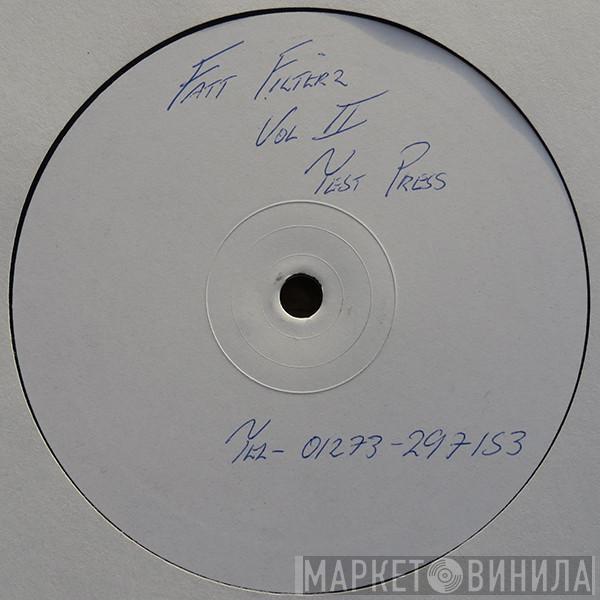 FATT FILTERZ
VOL II
TEST PRESS
TEL- 01273-297153
МАРКЕТ ВИНИЛА